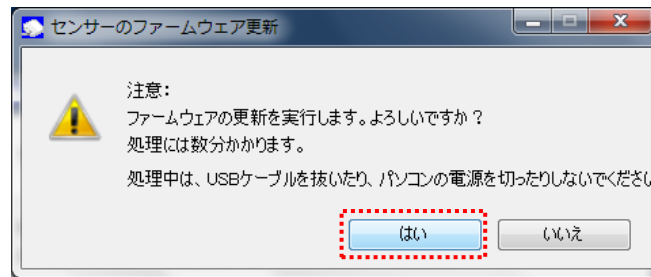 センサーのファームウエア更新
注意:
ファームウェアの更新を実行します。よろしいですか？
処理には数分かかります。
処理中は、USBケーブルを抜いたり、パソコンの電源を切ったりしないでくださ
はい
いいえ